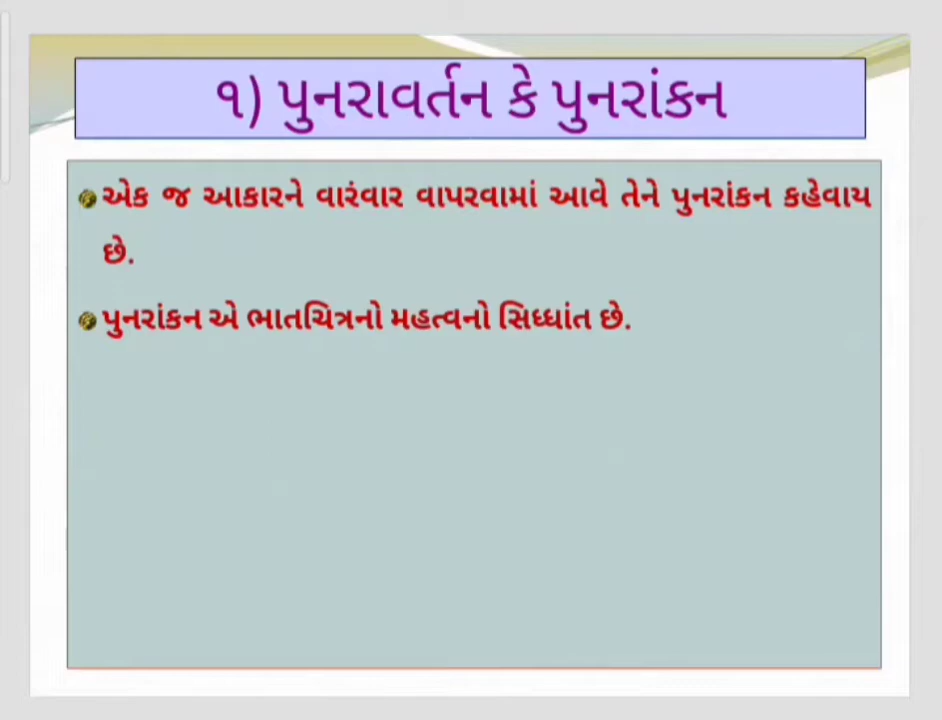 ૧) પુનરાવર્તન કે પુનરાંકન
એક જ આકારને વારંવાર વાપરવામાં આવે તેને પુનરાંકન કહેવાય
છે.
પુનરાંકન એ ભાતચિત્રનો મહત્વનો સિધ્ધાંત છે.